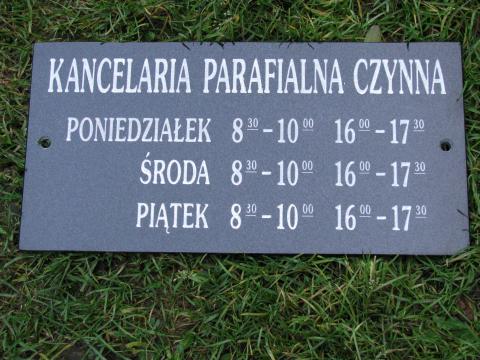 KANCELARIA PARAFIALNA CZYNNA
PONIEDZIAŁEK 8³⁰-10⁰⁰ 16⁰⁰-17³⁰
ŚRODA 8³⁰-10⁰⁰ 16⁰⁰-17³⁰
PIĄTEK 8³⁰-10⁰⁰ 16⁰⁰-17³⁰